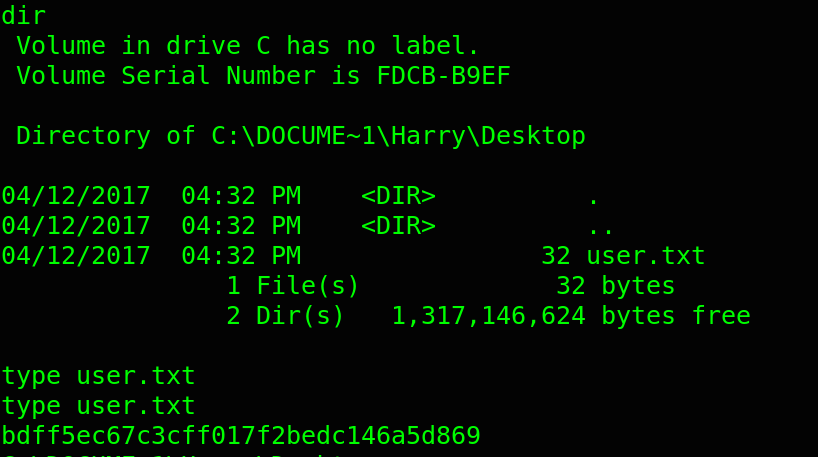 dir
Volume in drive C has no label.
Volume Serial Number is FDCB-B9EF
Directory of C:\DOCUME~1\Harry\Desktop
04/12/2017 04:32 PM <DIR> .
04/12/2017 04:32 PM <DIR> ..
04/12/2017 04:32 PM 32 user.txt
1 File(s) 32 bytes
2 Dir(s) 1,317,146,624 bytes free
type user.txt
type user.txt
bdff5ec67c3cff017f2bedc146a5d869